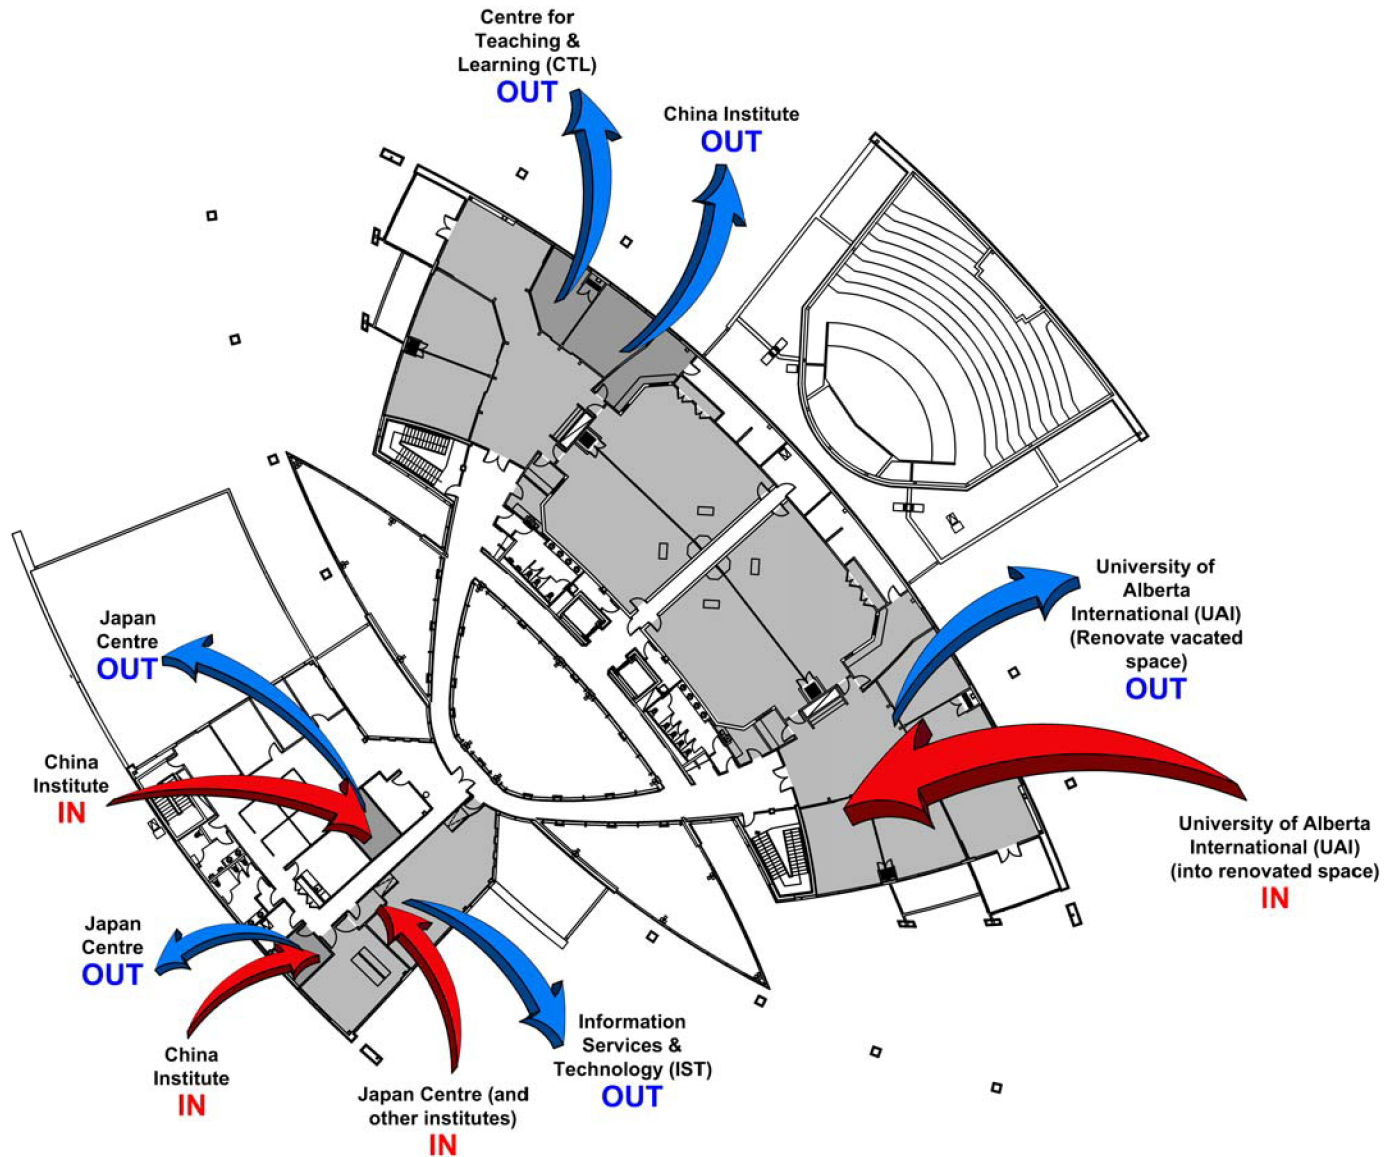 Centre for
Teaching &
Learning (CTL)
OUT
China Institute
OUT
University of
Alberta
International (UAI)
(Renovate vacated
space)
OUT
Japan
Centre
OUT
China
Institute
IN
University of Alberta
International (UAI)
(into renovated space)
IN
Japan
Centre
OUT
China
Institute
IN
Information
Services &
Technology (IST)
OUT
Japan Centre (and
other institutes)
IN